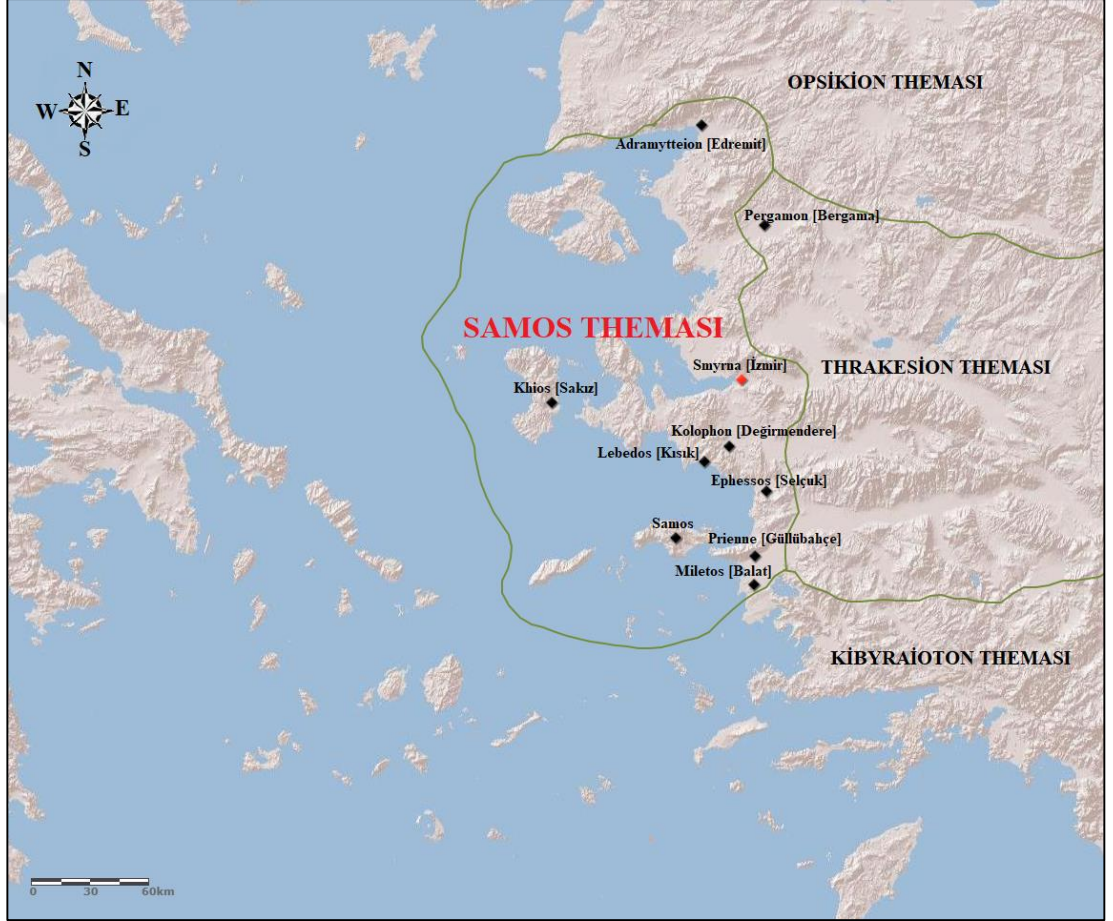 N
W E
S
OPSİKİON THEMASI
Adramytteion [Edremit]
Pergamon [Bergama]
SAMOS THEMASI
Smyrna [İzmir]
THRAKESİON THEMASI
Khios [Sakız]
Kolophon [Değirmendere]
Lebedos [Kısık]
Ephessos [Selçuk]
Samos
Prienne [Güllübahçe]
Miletos [Balat]
KİBYRAİOTON THEMASI
0 30 60km